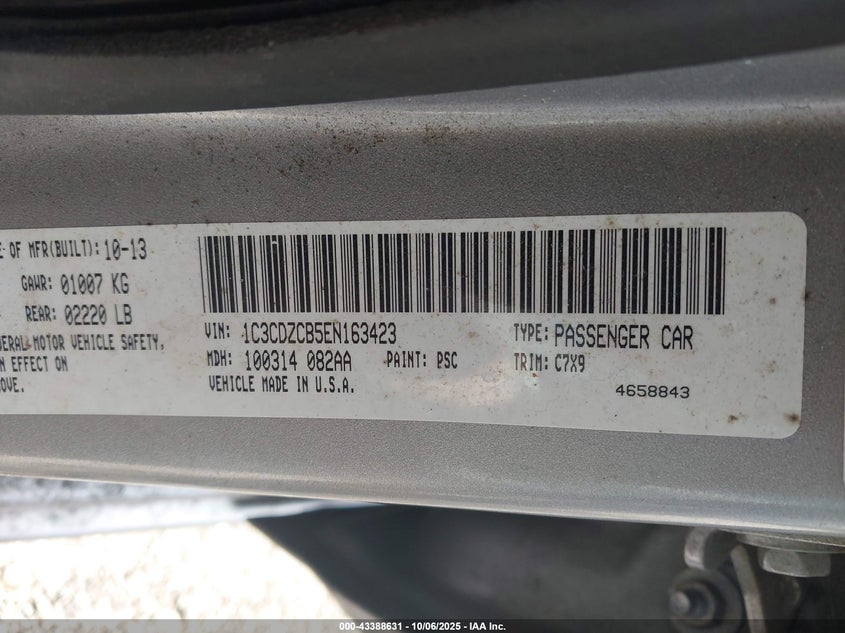 E OF MFR(BUILT): 10-13
GAWR: 01007 KG
REAR: 02220 LB
MOTOR VEHICLE SAFETY,
EFFECT ON
VIN: 1C3CDZCB5EN163423 TYPE: PASSENGER CAR
MDH: 100314 082AA PAINT: PSC TRIM: C7X9
VEHICLE MADE IN U.S.A.
4658843
000-43388631 - 10/06/2025 - IAA Inc.